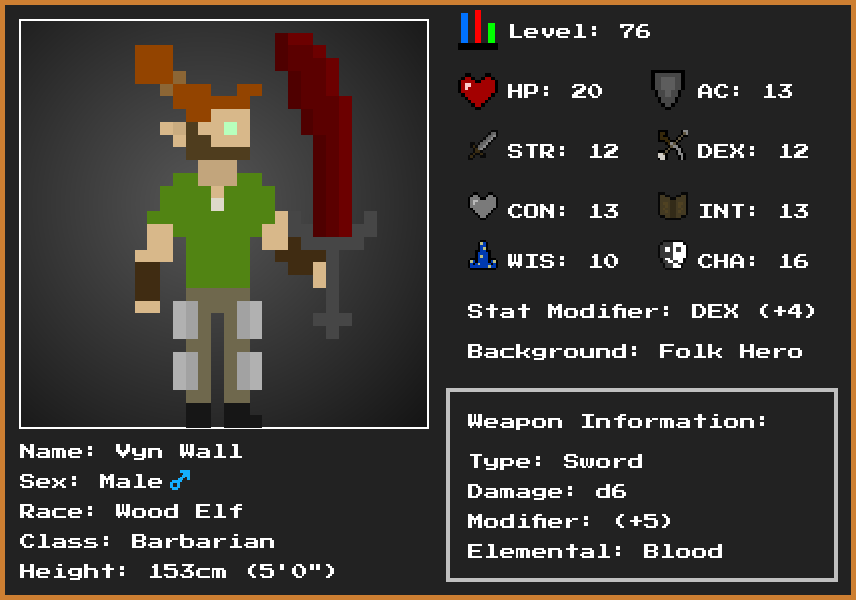 Level: 76
HP: 20 AC: 13
STR: 12 DEX: 12
CON: 13 INT: 13
WIS: 10 CHA: 16
Stat Modifier: DEX (+4)
Background: Folk Hero
Weapon Information:
Type: Sword
Damage: d6
Modifier: (+5)
Elemental: Blood
Name: Vyn Wall
Sex: Male ♂
Race: Wood Elf
Class: Barbarian
Height: 153cm (5'0")